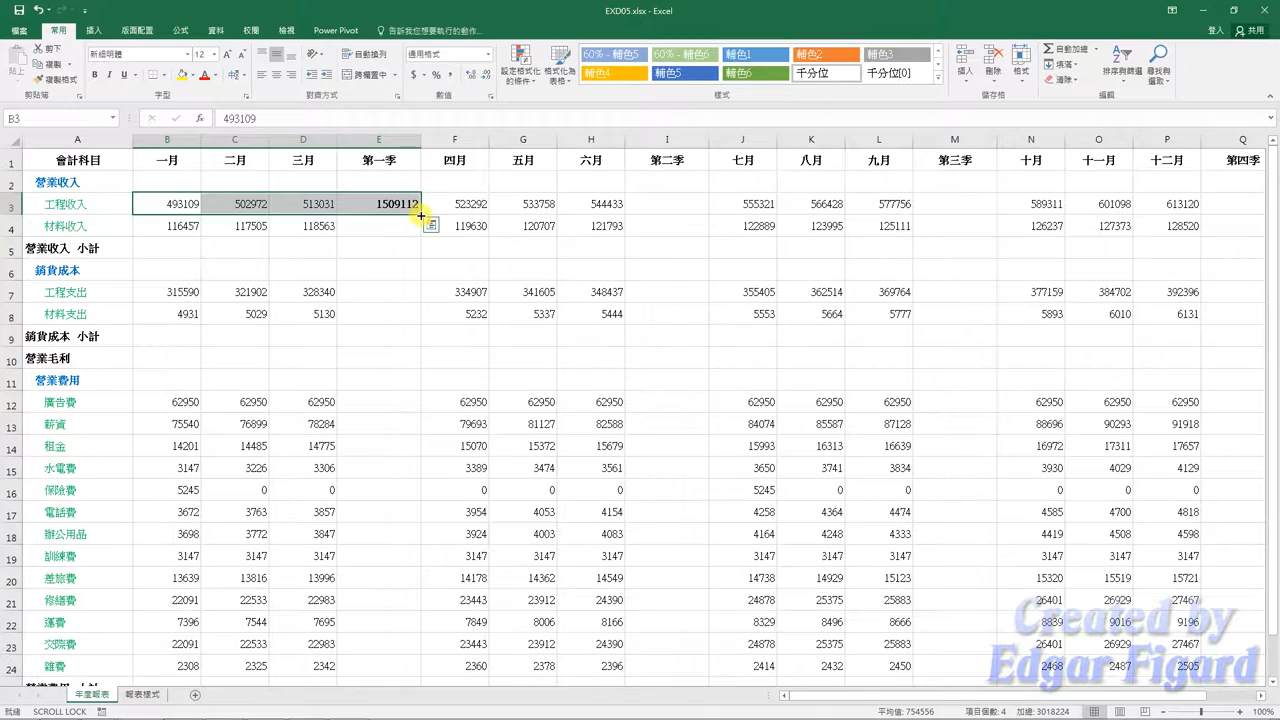 EXD05.xlsx - Excel
檔案 常用 插入 版面配置 公式 資料 校閱 檢視 Power Pivot 告訴我您想要執行的動作... 登入 共用
剪下 新細明體 12 自動換列 通用格式 60% - 輔色5 60% - 輔色6 輔色1 輔色2 輔色3 自動加總
複製 B I U 跨欄置中 $ % 設定格式化的條件 格式化為表格 輔色4 輔色5 輔色6 千分位 千分位[0] 插入 刪除 格式 填滿
清除
剪貼簿 字型 對齊方式 數值 樣式 儲存格 編輯
B3 493109
A B C D E F G H I J K L M N O P Q
1 會計科目 一月 二月 三月 第一季 四月 五月 六月 第二季 七月 八月 九月 第三季 十月 十一月 十二月 第四季
2 營業收入
3 工程收入 493109 502972 513031 1509112 523292 533758 544433 555321 566428 577756 589311 601098 613120
4 材料收入 116457 117505 118563 119630 120707 121793 122889 123995 125111 126237 127373 128520
5 營業收入 小計
6 銷貨成本
7 工程支出 315590 321902 328340 334907 341605 348437 355405 362514 369764 377159 384702 392396
8 材料支出 4931 5029 5130 5232 5337 5444 5553 5664 5777 5893 6010 6131
9 銷貨成本 小計
10 營業毛利
11 營業費用
12 廣告費 62950 62950 62950 62950 62950 62950 62950 62950 62950 62950 62950 62950
13 薪資 75540 76899 78284 79693 81127 82588 84074 85587 87128 88696 90293 91918
14 租金 14201 14485 14775 15070 15372 15679 15993 16313 16639 16972 17311 17657
15 水電費 3147 3226 3306 3389 3474 3561 3650 3741 3834 3930 4029 4129
16 保險費 5245 0 0 0 0 0 5245 0 0 0 0 0
17 電話費 3672 3763 3857 3954 4053 4154 4258 4364 4474 4585 4700 4818
18 辦公用品 3698 3772 3847 3924 4003 4083 4164 4248 4333 4419 4508 4598
19 訓練費 3147 3147 3147 3147 3147 3147 3147 3147 3147 3147 3147 3147
20 差旅費 13639 13816 13996 14178 14362 14549 14738 14929 15123 15320 15519 15721
21 修繕費 22091 22533 22983 23443 23912 24390 24878 25375 25883 26401 26929 27467
22 運費 7396 7544 7695 7849 8006 8166 8329 8496 8666 8839 9016 9196
23 交際費 22091 22533 22983 23443 23912 24390 24878 25375 25883 26401 26929 27467
24 雜費 2308 2325 2342 2360 2378 2396 2414 2432 2450 2468 2487 2505
Created by
Edgar Figard
年度報表 報表樣式
SCROLL LOCK 平均值: 754556 項目個數: 4 加總: 3018224 100%